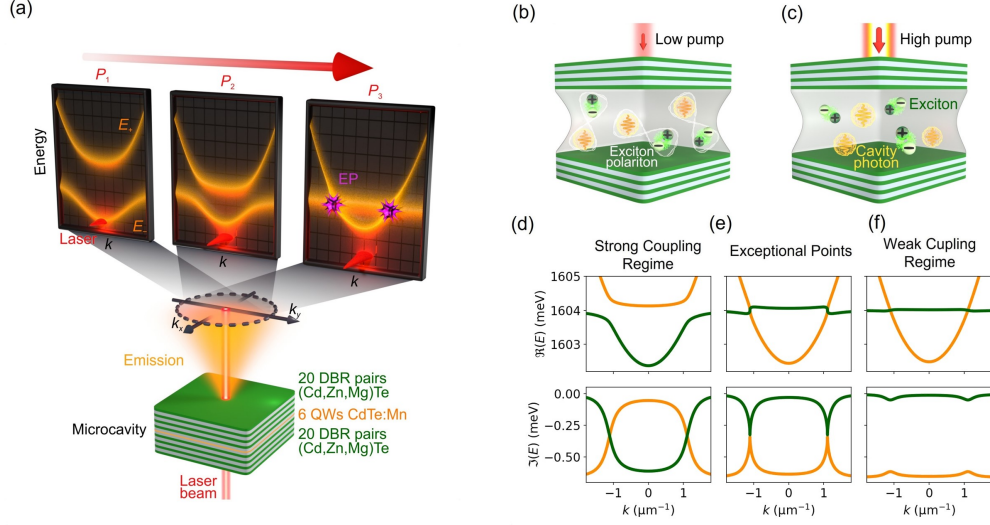 (a)
P₁
P₂
P₃
Energy
E₊
E₋
EP
Laser
k
k
k
k_y
k_x
Emission
20 DBR pairs
(Cd,Zn,Mg)Te
6 QWs CdTe:Mn
20 DBR pairs
(Cd,Zn,Mg)Te
Microcavity
Laser
beam
(b)
Low pump
Exciton
polariton
(c)
High pump
Exciton
Cavity
photon
(d)
Strong Coupling
Regime
(e)
Exceptional Points
(f)
Weak Cupling
Regime
1605
1604
1603
ℜ(E) (meV)
0.00
−0.25
−0.50
ℑ(E) (meV)
−1 0 1
k (µm⁻¹)
−1 0 1
k (µm⁻¹)
−1 0 1
k (µm⁻¹)